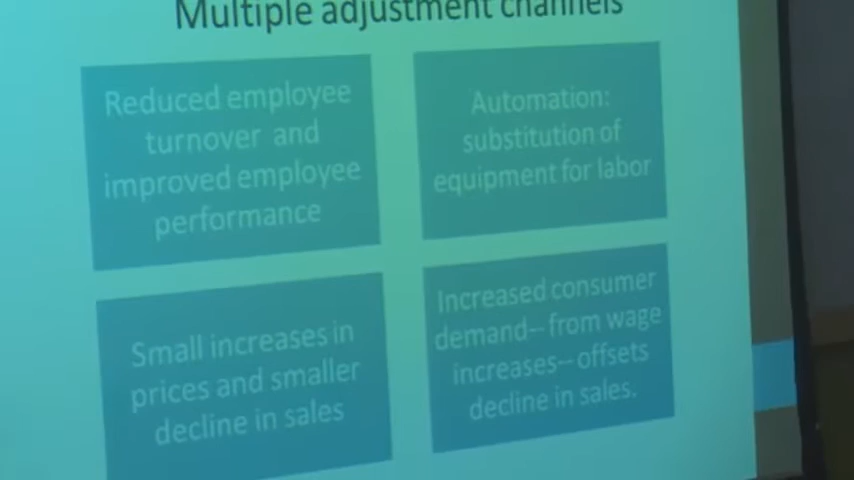 Multiple adjustment channels
Reduced employee
turnover and
improved employee
performance
Automation:
substitution of
equipment for labor
Small increases in
prices and smaller
decline in sales
Increased consumer
demand--from wage
increases--offsets
decline in sales.